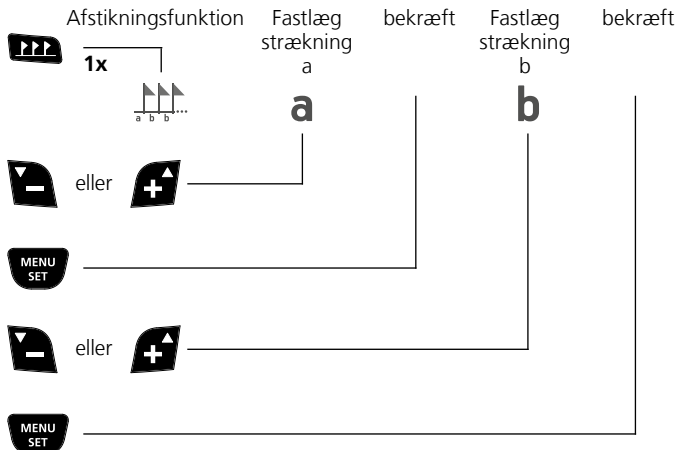 Afstikningsfunktion
Fastlæg
strækning
a
bekræft
Fastlæg
strækning
b
bekræft
1x
a b b ...
a
b
eller
MENU
SET
eller
MENU
SET